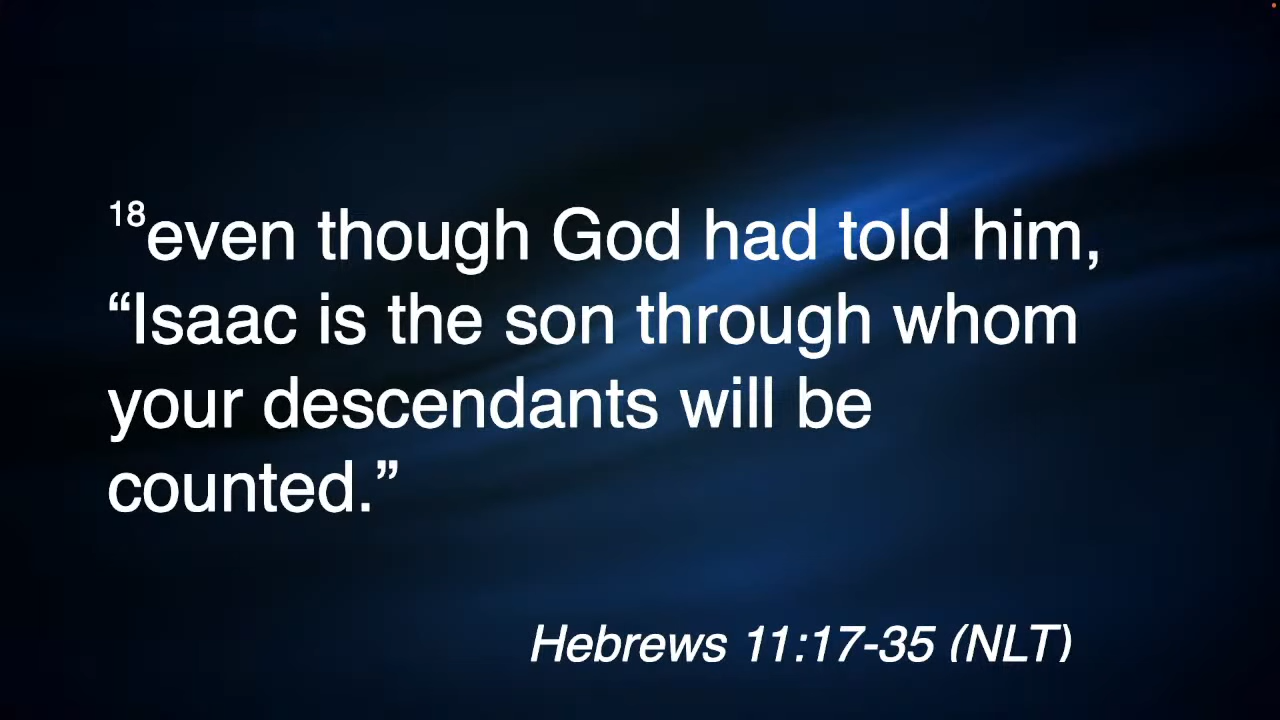 18even though God had told him,
“Isaac is the son through whom
your descendants will be
counted.”
Hebrews 11:17-35 (NLT)